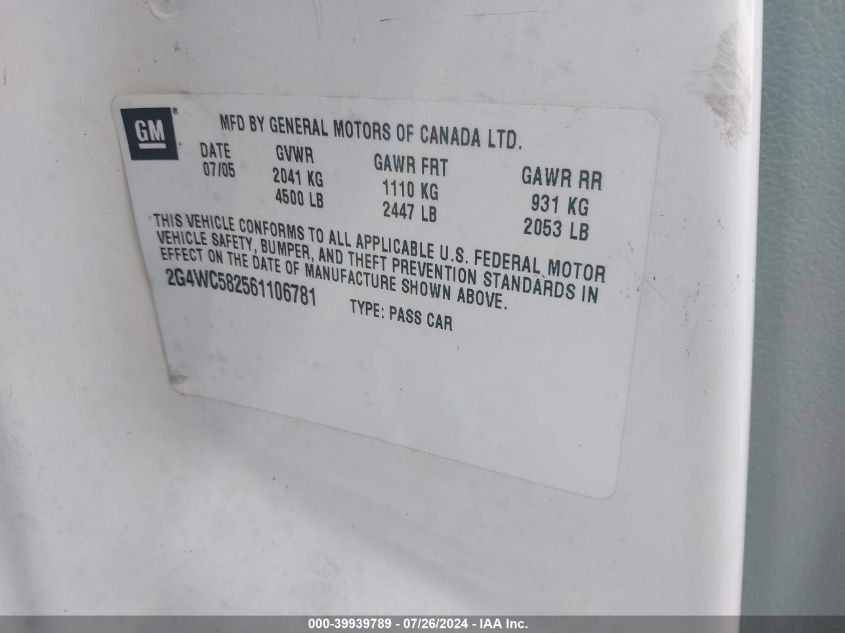 GM®
MFD BY GENERAL MOTORS OF CANADA LTD.
DATE GVWR GAWR FRT GAWR RR
07/05 2041 KG 1110 KG 931 KG
4500 LB 2447 LB 2053 LB
THIS VEHICLE CONFORMS TO ALL APPLICABLE U.S. FEDERAL MOTOR
VEHICLE SAFETY, BUMPER, AND THEFT PREVENTION STANDARDS IN
EFFECT ON THE DATE OF MANUFACTURE SHOWN ABOVE.
2G4WC582561106781 TYPE: PASS CAR
000-39939789 - 07/26/2024 - IAA Inc.